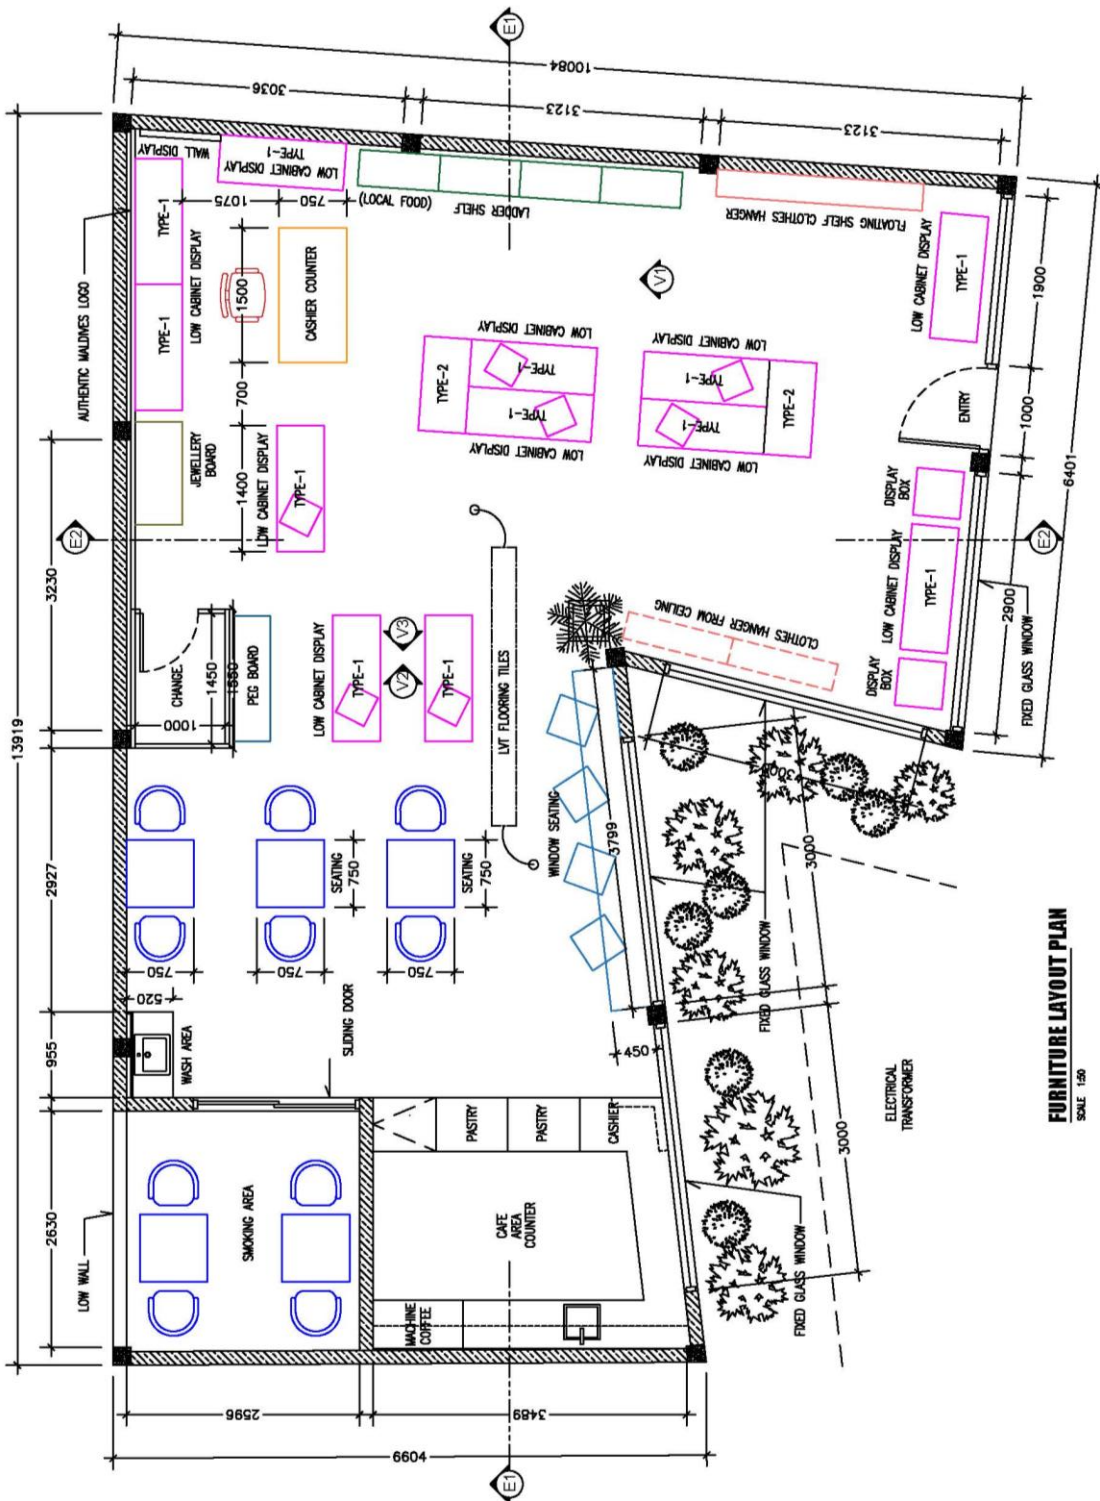 E1
10084
3036
3123
3123
13919
AUTHENTIC MALDIVES LOGO
WALL DISPLAY
TYPE-1
LOW CABINET DISPLAY
TYPE-1
TYPE-1
LOW CABINET DISPLAY
1075
750
(LOCAL FOOD)
LADDER SHELF
FLOATING SHELF CLOTHES HANGER
LOW CABINET DISPLAY
TYPE-1
1900
1500
CASHIER COUNTER
V1
700
LOW CABINET DISPLAY
TYPE-2
TYPE-1
TYPE-1
LOW CABINET DISPLAY
LOW CABINET DISPLAY
TYPE-1
TYPE-1
TYPE-2
LOW CABINET DISPLAY
ENTRY
1000
6401
JEWELLERY
BOARD
1400
LOW CABINET DISPLAY
TYPE-1
DISPLAY
BOX
E2
E2
3230
LOW CABINET DISPLAY
TYPE-1
2900
FIXED GLASS WINDOW
DISPLAY
BOX
CHANGE
1450
1550
1000
PEG BOARD
LOW CABINET DISPLAY
TYPE-1
V3
V2
TYPE-1
LVT FLOORING TILES
CLOTHES HANGER FROM CEILING
3000
2927
SEATING
750
SEATING
750
WINDOW SEATING
3799
3000
750
750
750
520
955
WASH AREA
SLIDING DOOR
450
FIXED GLASS WINDOW
ELECTRICAL
TRANSFORMER
PASTRY
PASTRY
CASHIER
3000
2630
LOW WALL
SMOKING AREA
CAFE
AREA
COUNTER
MACHINE
COFFEE
FIXED GLASS WINDOW
2596
3489
6604
E1
FURNITURE LAYOUT PLAN
SCALE 1:50